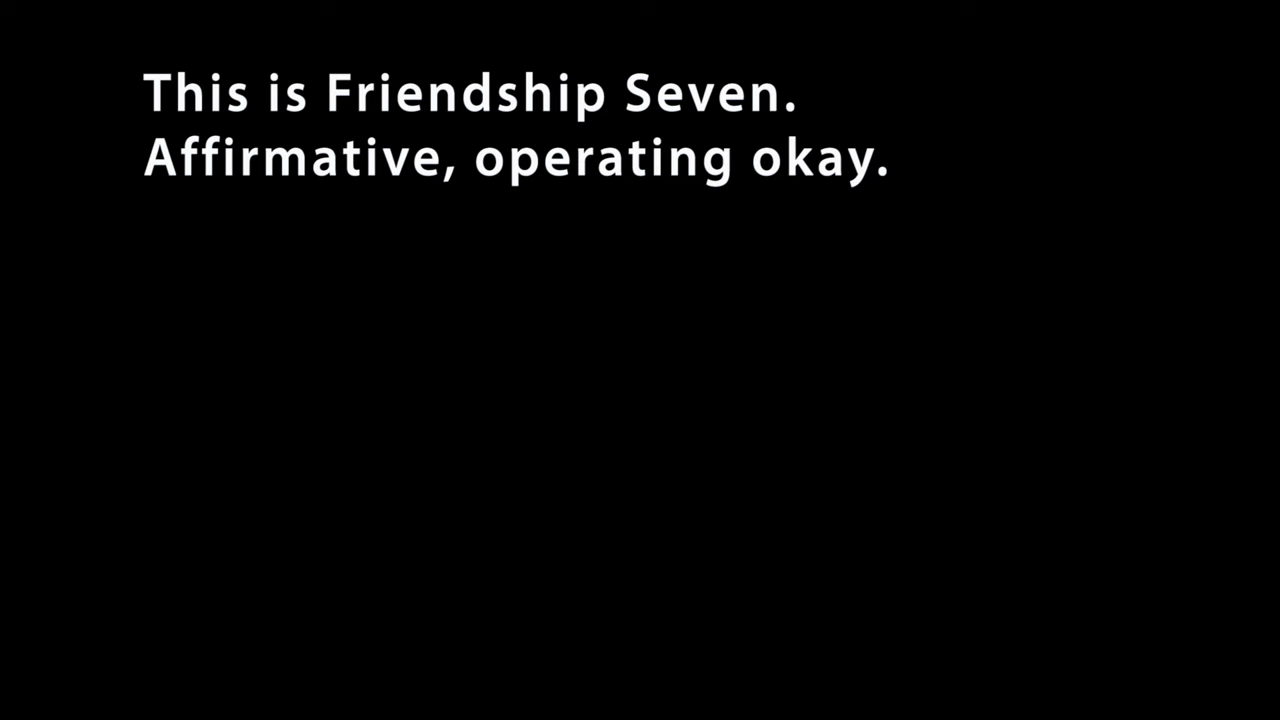 This is Friendship Seven.
Affirmative, operating okay.